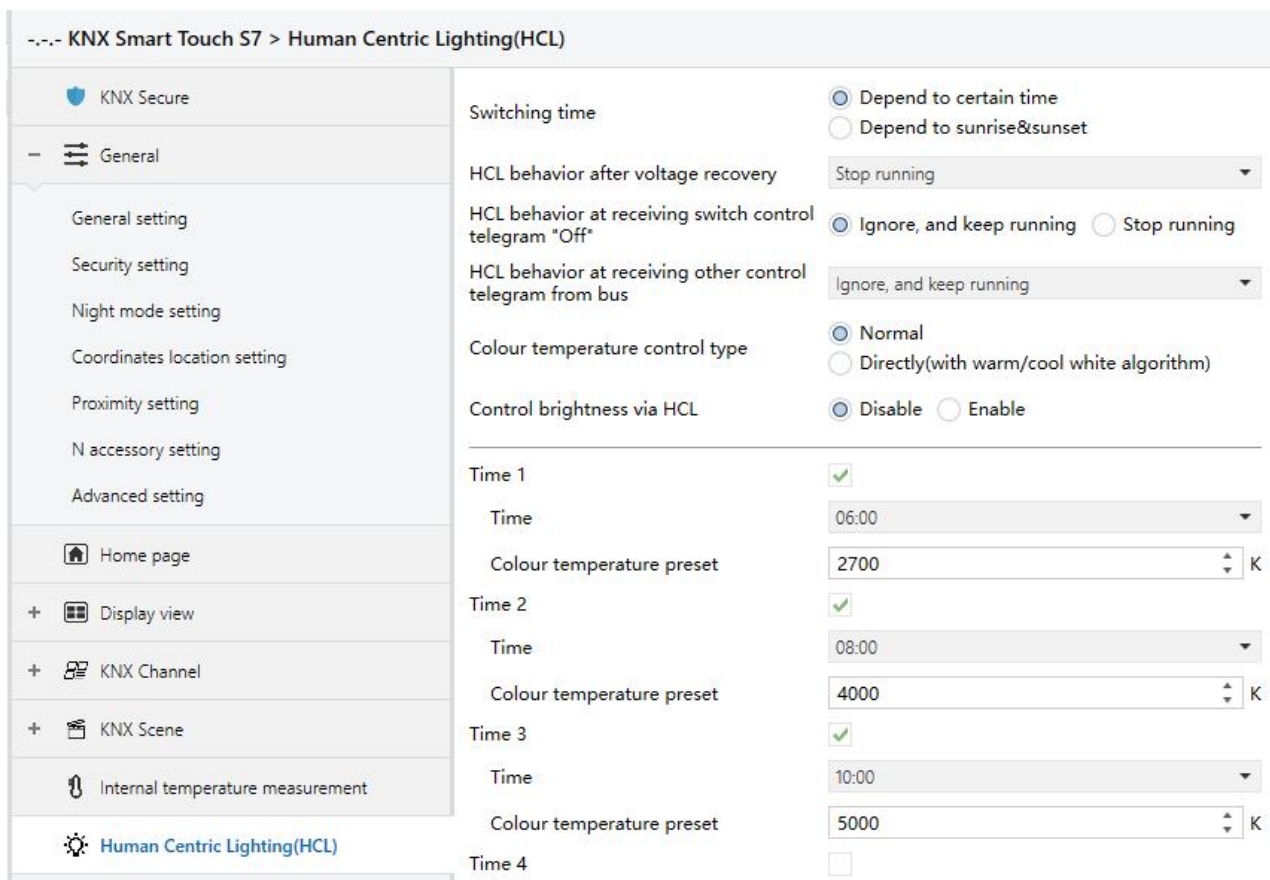 -.-.- KNX Smart Touch S7 > Human Centric Lighting(HCL)
KNX Secure
General
General setting
Security setting
Night mode setting
Coordinates location setting
Proximity setting
N accessory setting
Advanced setting
Home page
Display view
KNX Channel
KNX Scene
Internal temperature measurement
Human Centric Lighting(HCL)
Switching time
Depend to certain time
Depend to sunrise&sunset
HCL behavior after voltage recovery
Stop running
HCL behavior at receiving switch control
telegram "Off"
Ignore, and keep running
Stop running
HCL behavior at receiving other control
telegram from bus
Ignore, and keep running
Colour temperature control type
Normal
Directly(with warm/cool white algorithm)
Control brightness via HCL
Disable
Enable
Time 1
Time
06:00
Colour temperature preset
2700
K
Time 2
Time
08:00
Colour temperature preset
4000
K
Time 3
Time
10:00
Colour temperature preset
5000
K
Time 4